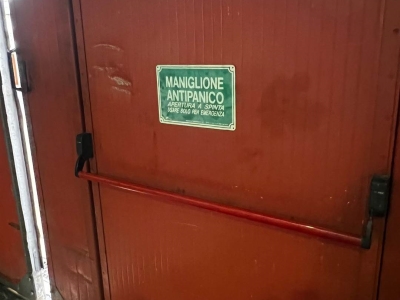 MANIGLIONE
ANTIPANICO
APERTURA A SPINTA
USARE SOLO PER EMERGENZA